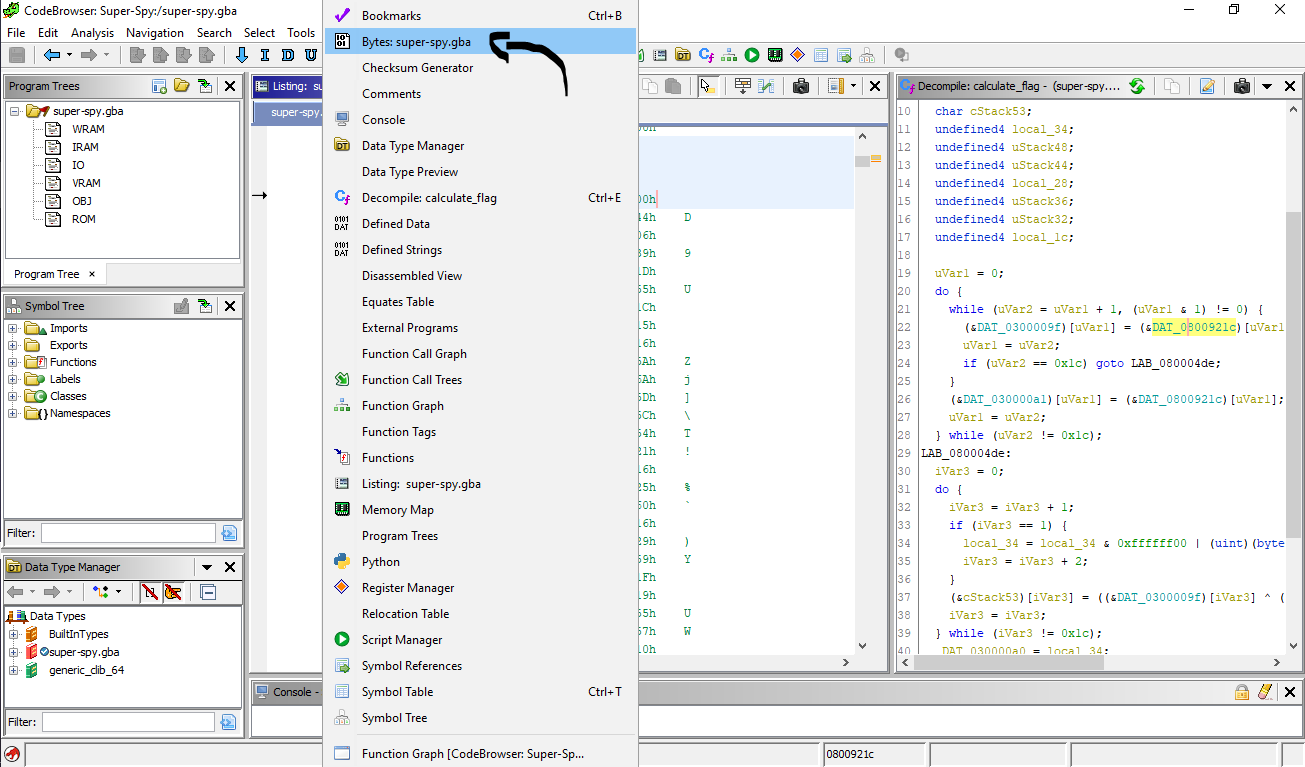 CodeBrowser: Super-Spy:/super-spy.gba
File Edit Analysis Navigation Search Select Tools
I D U
Program Trees
super-spy.gba
WRAM
IRAM
IO
VRAM
OBJ
ROM
Program Tree ×
Symbol Tree
Imports
Exports
Functions
Labels
Classes
Namespaces
Filter:
Data Type Manager
Data Types
BuiltInTypes
super-spy.gba
generic_clib_64
Filter:
Listing:
super-spy.
Console -
Bookmarks Ctrl+B
Bytes: super-spy.gba
Checksum Generator
Comments
Console
Data Type Manager
Data Type Preview
Decompile: calculate_flag Ctrl+E
Defined Data
Defined Strings
Disassembled View
Equates Table
External Programs
Function Call Graph
Function Call Trees
Function Graph
Function Tags
Functions
Listing: super-spy.gba
Memory Map
Program Trees
Python
Register Manager
Relocation Table
Script Manager
Symbol References
Symbol Table Ctrl+T
Symbol Tree
Function Graph [CodeBrowser: Super-Sp...
00h
44h D
06h
39h 9
1Dh
55h U
1Ch
15h
16h
5Ah Z
6Ah j
5Dh ]
5Ch \
54h T
21h !
16h
25h %
60h `
16h
29h )
59h Y
1Fh
19h
55h U
57h W
10h
Decompile: calculate_flag - (super-spy....
10 char cStack53;
11 undefined4 local_34;
12 undefined4 uStack48;
13 undefined4 uStack44;
14 undefined4 local_28;
15 undefined4 uStack36;
16 undefined4 uStack32;
17 undefined4 local_1c;
18
19 uVar1 = 0;
20 do {
21 while (uVar2 = uVar1 + 1, (uVar1 & 1) != 0) {
22 (&DAT_0300009f)[uVar1] = (&DAT_0800921c)[uVar1
23 uVar1 = uVar2;
24 if (uVar2 == 0x1c) goto LAB_080004de;
25 }
26 (&DAT_030000a1)[uVar1] = (&DAT_0800921c)[uVar1];
27 uVar1 = uVar2;
28 } while (uVar2 != 0x1c);
29 LAB_080004de:
30 iVar3 = 0;
31 do {
32 iVar3 = iVar3 + 1;
33 if (iVar3 == 1) {
34 local_34 = local_34 & 0xffffff00 | (uint)(byte
35 iVar3 = iVar3 + 2;
36 }
37 (&cStack53)[iVar3] = ((&DAT_0300009f)[iVar3] ^ (
38 iVar3 = iVar3;
39 } while (iVar3 != 0x1c);
40 _DAT_030000a0 = local_34;
0800921c